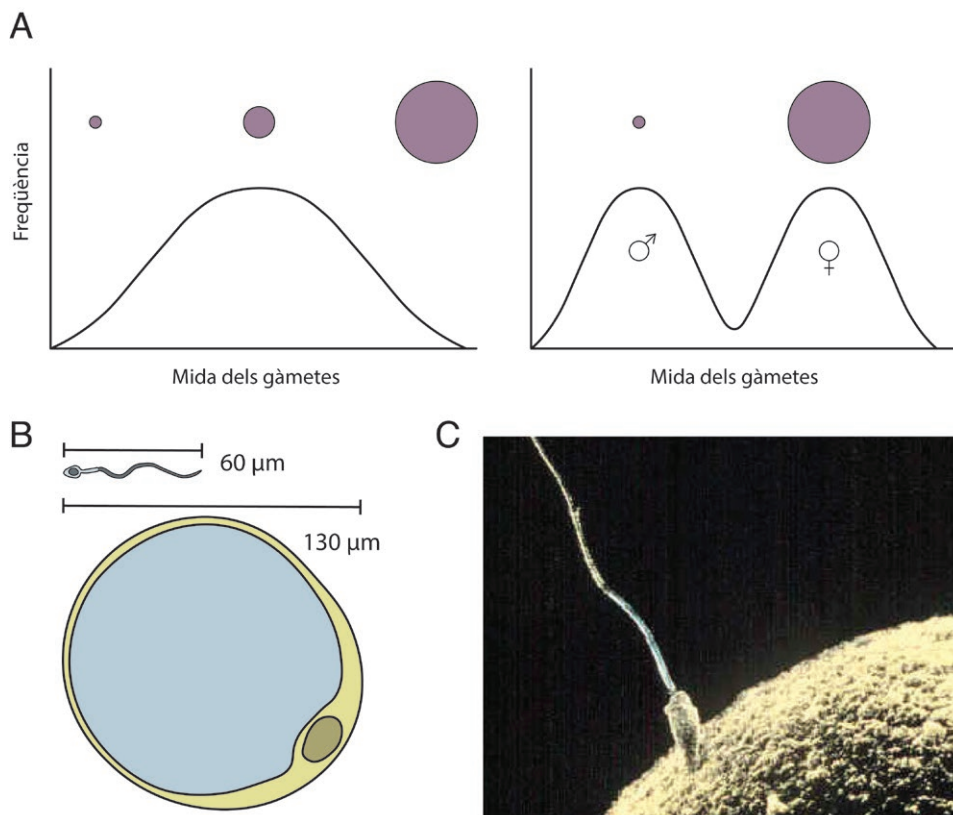 A
Freqüència
Mida dels gàmetes
Mida dels gàmetes
B
60 μm
130 μm
C